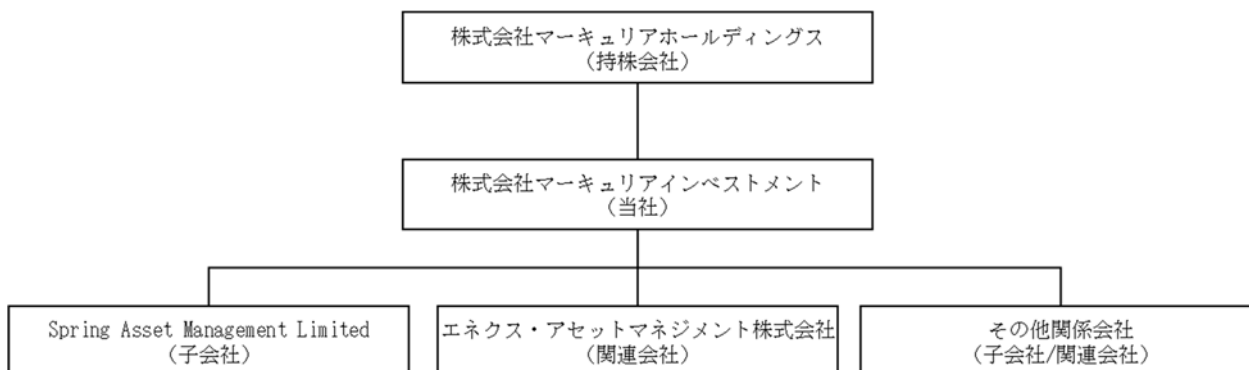 株式会社マーキュリアホールディングス
（持株会社）
株式会社マーキュリアインベストメント
（当社）
Spring Asset Management Limited
（子会社）
エネクス・アセットマネジメント株式会社
（関連会社）
その他関係会社
（子会社/関連会社）